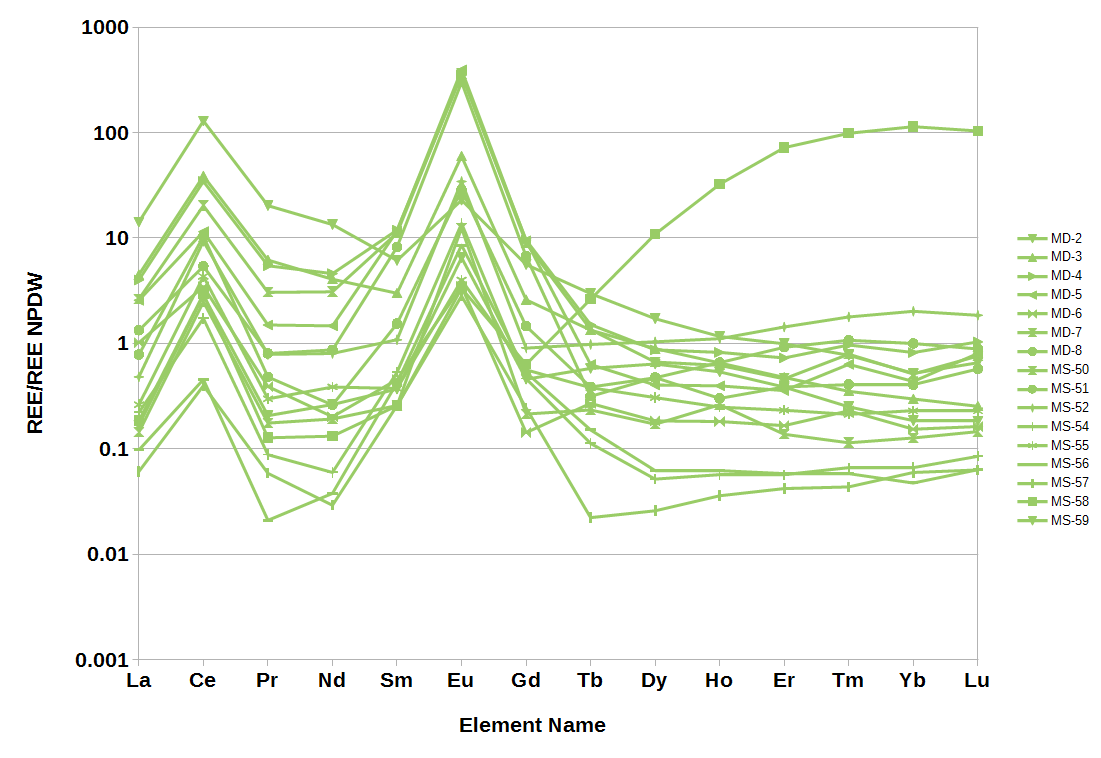 1000
100
10
1
0.1
0.01
0.001
REE/REE NPDW
La Ce Pr Nd Sm Eu Gd Tb Dy Ho Er Tm Yb Lu
Element Name
MD-2
MD-3
MD-4
MD-5
MD-6
MD-7
MD-8
MS-50
MS-51
MS-52
MS-54
MS-55
MS-56
MS-57
MS-58
MS-59